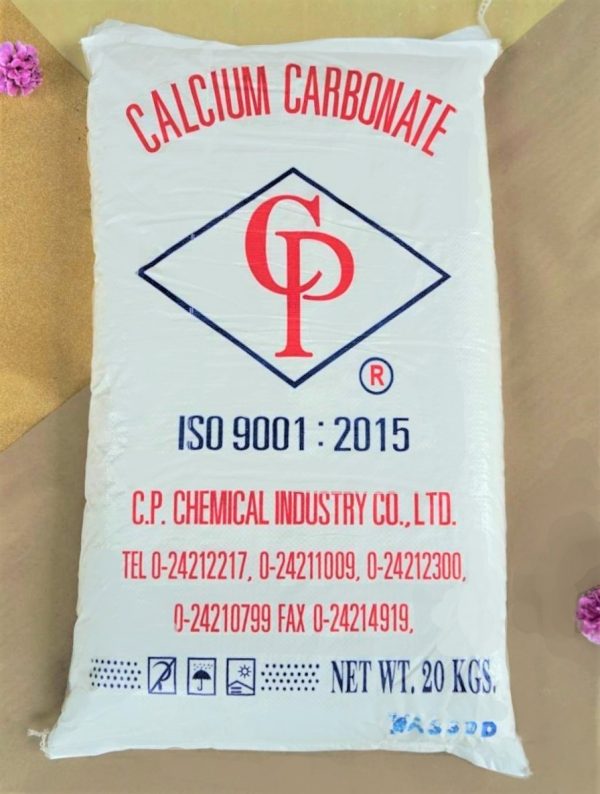 CALCIUM CARBONATE
CP
®
ISO 9001 : 2015
C.P. CHEMICAL INDUSTRY CO., LTD.
TEL 0-24212217, 0-24211009, 0-24212300,
0-24210799 FAX 0-24214919,
NET WT. 20 KGS.